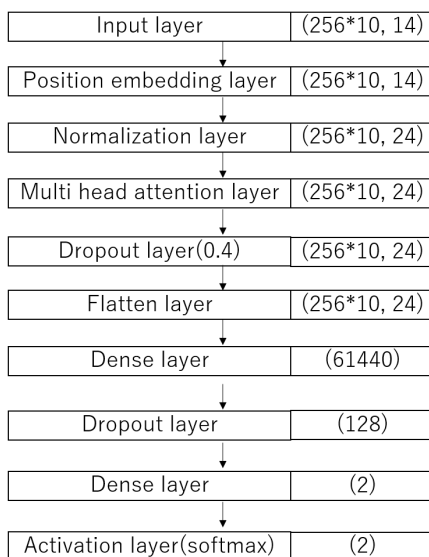 Input layer (256*10, 14)
Position embedding layer (256*10, 14)
Normalization layer (256*10, 24)
Multi head attention layer (256*10, 24)
Dropout layer(0.4) (256*10, 24)
Flatten layer (256*10, 24)
Dense layer (61440)
Dropout layer (128)
Dense layer (2)
Activation layer(softmax) (2)